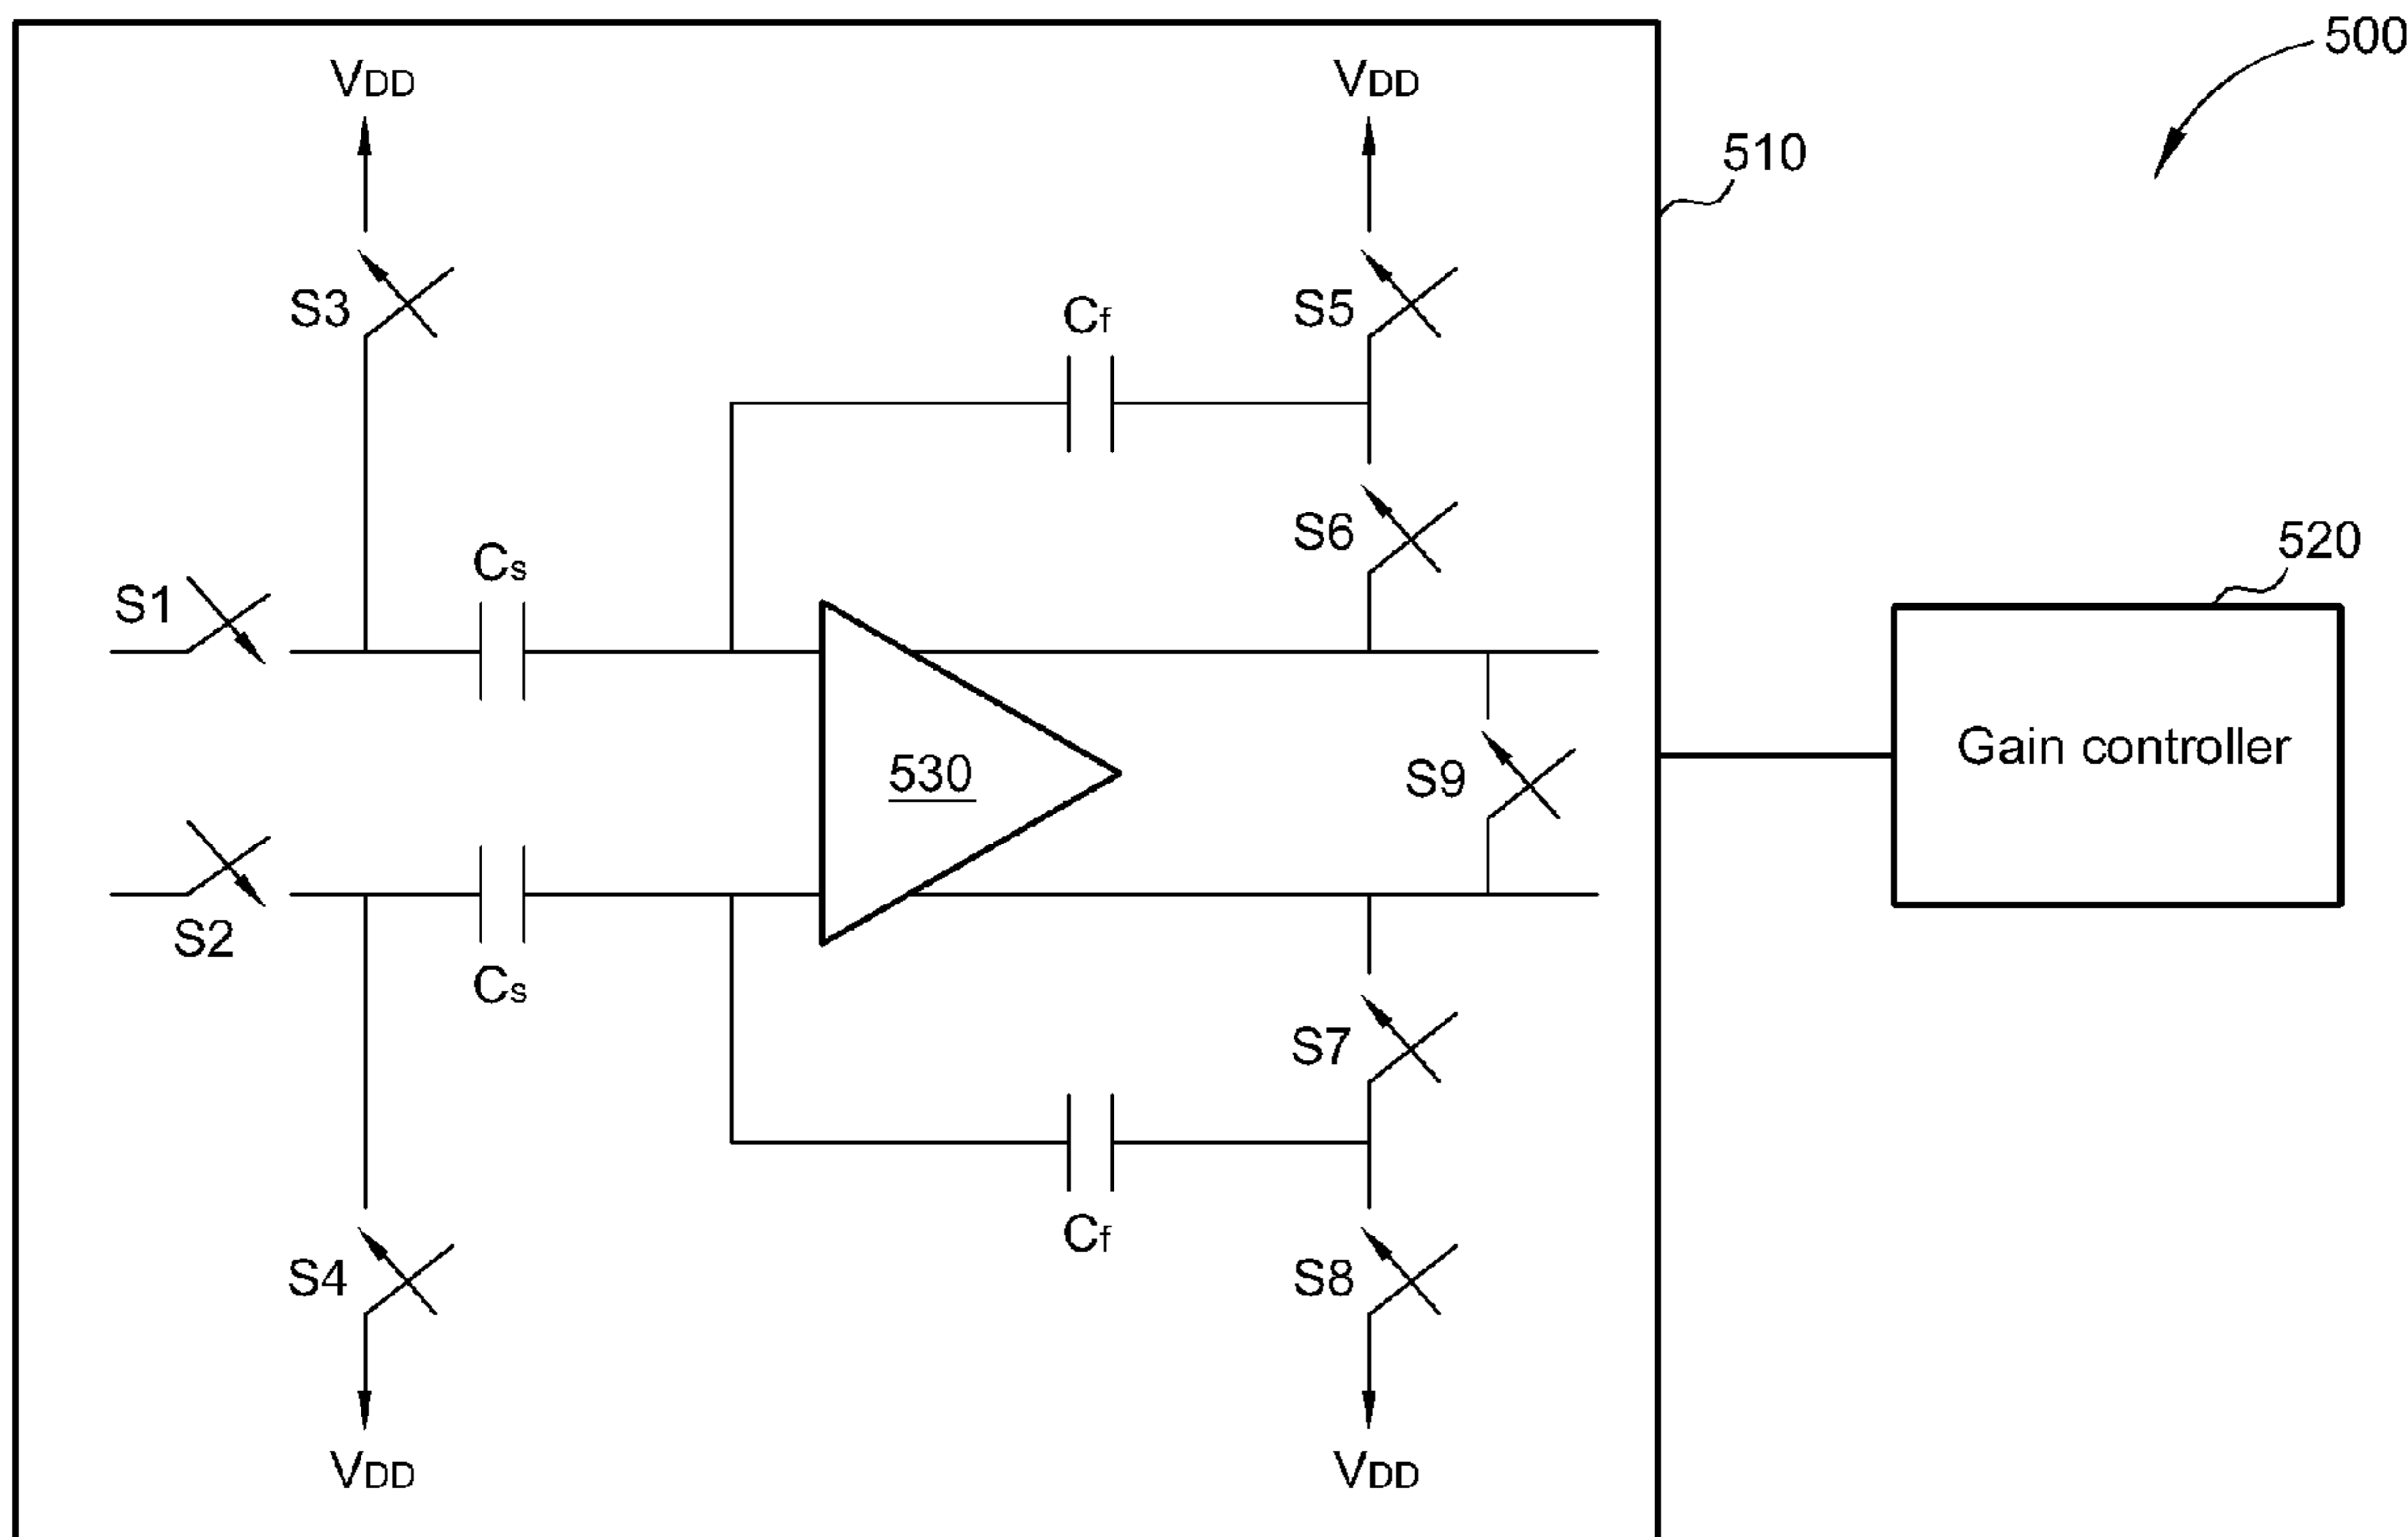 500
VDD
VDD
510
S3
Cf
S5
S6
Cs
S1
520
Gain controller
530
S9
S2
Cs
S7
Cf
S4
S8
VDD
VDD